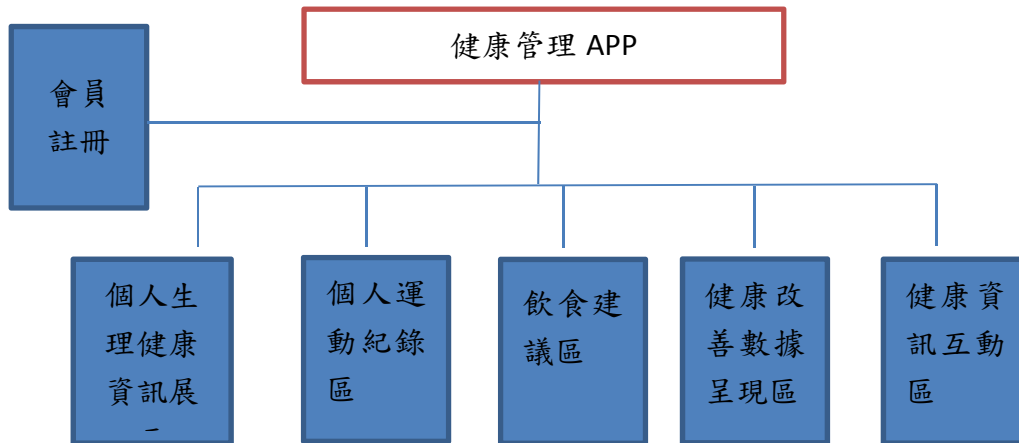 健康管理 APP
會員
註冊
個人生
理健康
資訊展
個人運
動紀錄
區
飲食建
議區
健康改
善數據
呈現區
健康資
訊互動
區